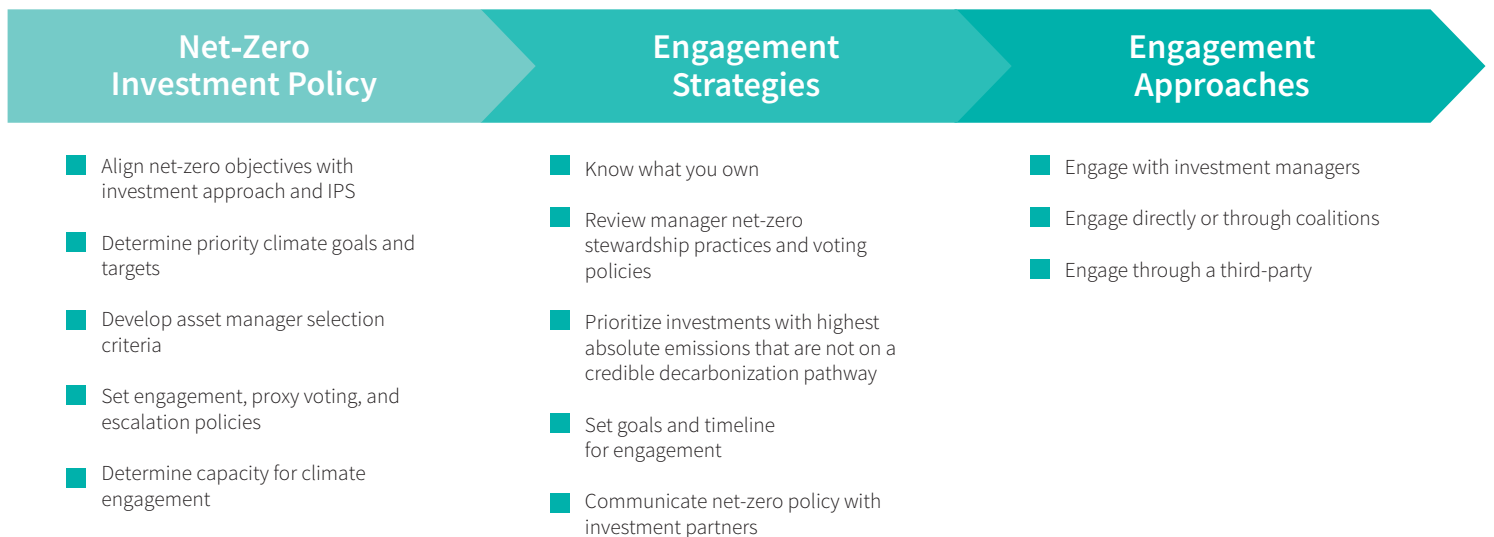 Net-Zero
Investment Policy
Engagement
Strategies
Engagement
Approaches
Align net-zero objectives with
investment approach and IPS
Determine priority climate goals and
targets
Develop asset manager selection
criteria
Set engagement, proxy voting, and
escalation policies
Determine capacity for climate
engagement
Know what you own
Review manager net-zero
stewardship practices and voting
policies
Prioritize investments with highest
absolute emissions that are not on a
credible decarbonization pathway
Set goals and timeline
for engagement
Communicate net-zero policy with
investment partners
Engage with investment managers
Engage directly or through coalitions
Engage through a third-party